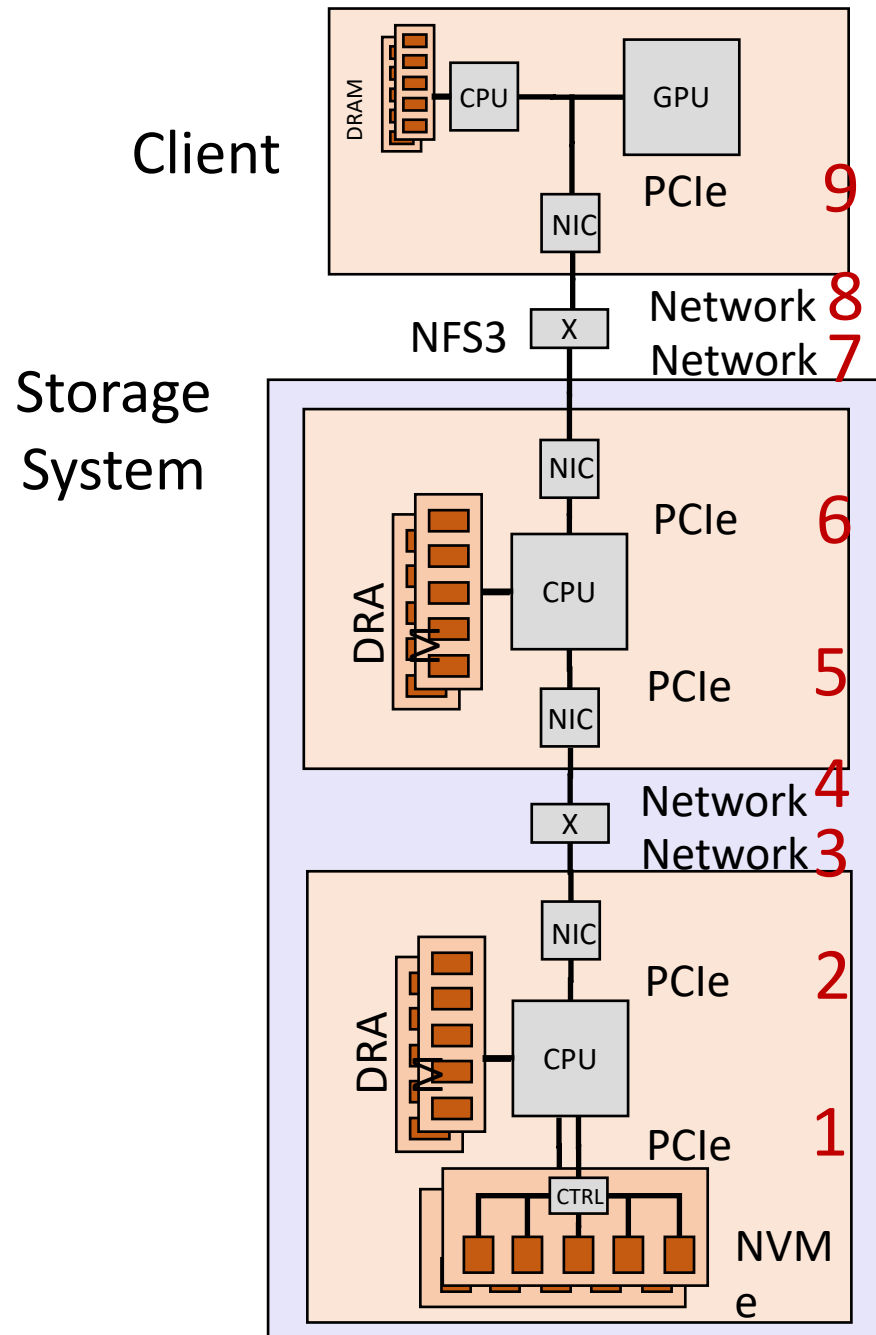 Client
DRAM
CPU
GPU
PCIe
9
NIC
Network 8
NFS3
X
Network 7
Storage
System
NIC
PCIe
6
DRA
M
CPU
PCIe
5
NIC
Network 4
X
Network 3
NIC
PCIe
2
DRA
M
CPU
PCIe
1
CTRL
NVM
e